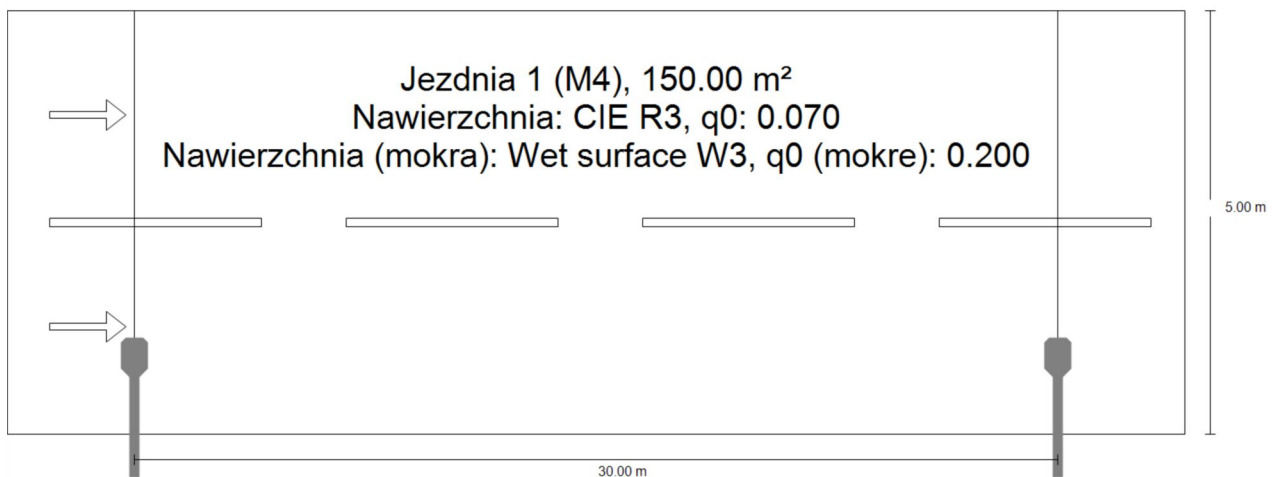 Jezdnia 1 (M4), 150.00 m²
Nawierzchnia: CIE R3, q0: 0.070
Nawierzchnia (mokra): Wet surface W3, q0 (mokre): 0.200
5.00 m
30.00 m